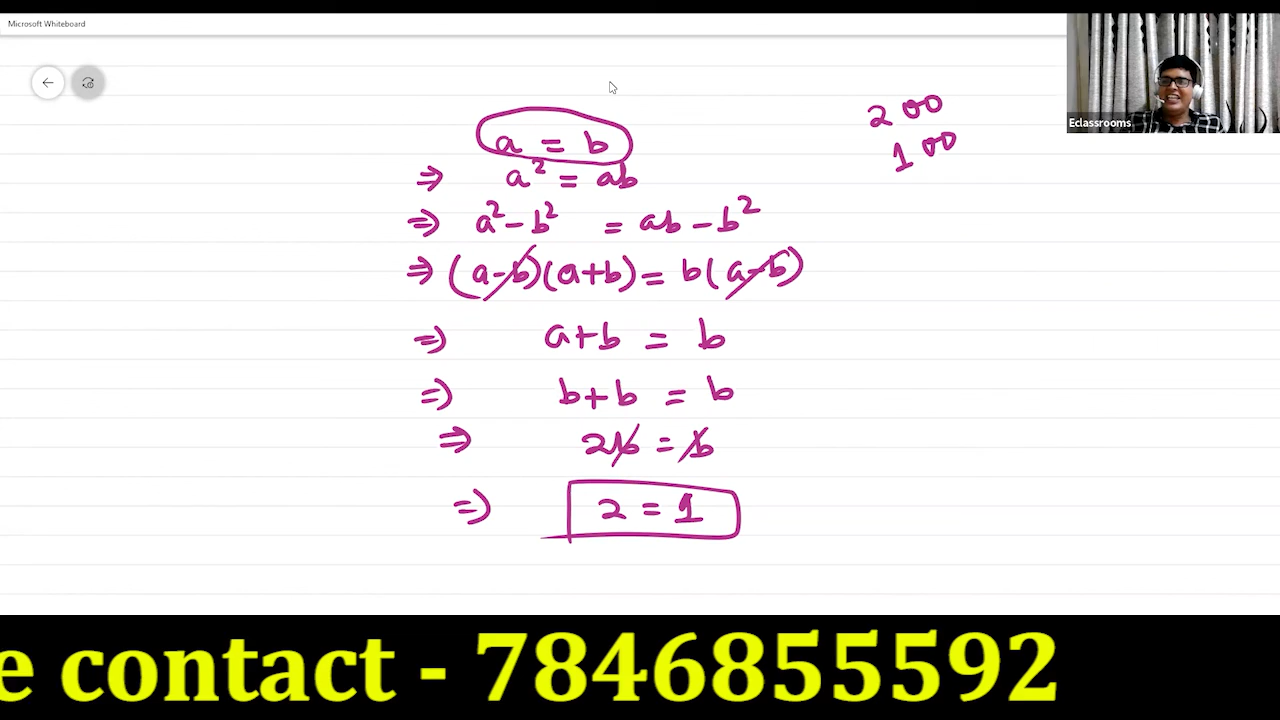 Microsoft Whiteboard
200
100
Eclassrooms
a = b
⇒ a² = ab
⇒ a² - b² = ab - b²
⇒ (a-b)(a+b) = b(a-b)
⇒ a+b = b
⇒ b+b = b
⇒ 2b = b
⇒ 2 = 1
e contact - 7846855592